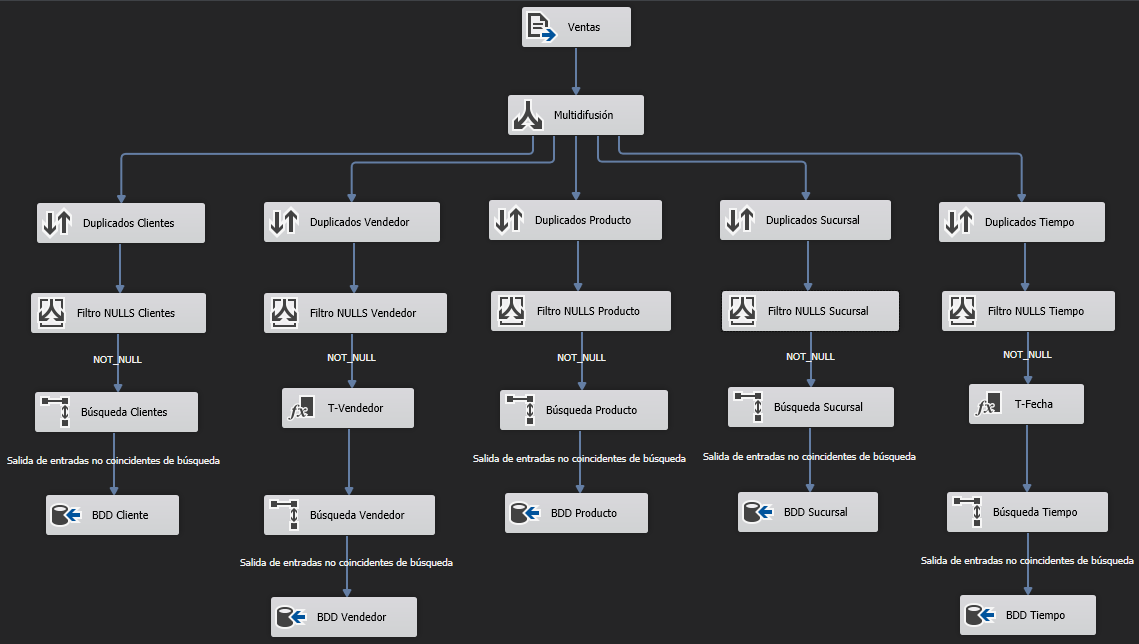 Ventas
Multidifusión
Duplicados Clientes
Duplicados Vendedor
Duplicados Producto
Duplicados Sucursal
Duplicados Tiempo
Filtro NULLS Clientes
Filtro NULLS Vendedor
Filtro NULLS Producto
Filtro NULLS Sucursal
Filtro NULLS Tiempo
NOT_NULL
NOT_NULL
NOT_NULL
NOT_NULL
NOT_NULL
Búsqueda Clientes
fx T-Vendedor
Búsqueda Producto
Búsqueda Sucursal
fx T-Fecha
Salida de entradas no coincidentes de búsqueda
Salida de entradas no coincidentes de búsqueda
Salida de entradas no coincidentes de búsqueda
BDD Cliente
Búsqueda Vendedor
BDD Producto
BDD Sucursal
Búsqueda Tiempo
Salida de entradas no coincidentes de búsqueda
Salida de entradas no coincidentes de búsqueda
BDD Vendedor
BDD Tiempo